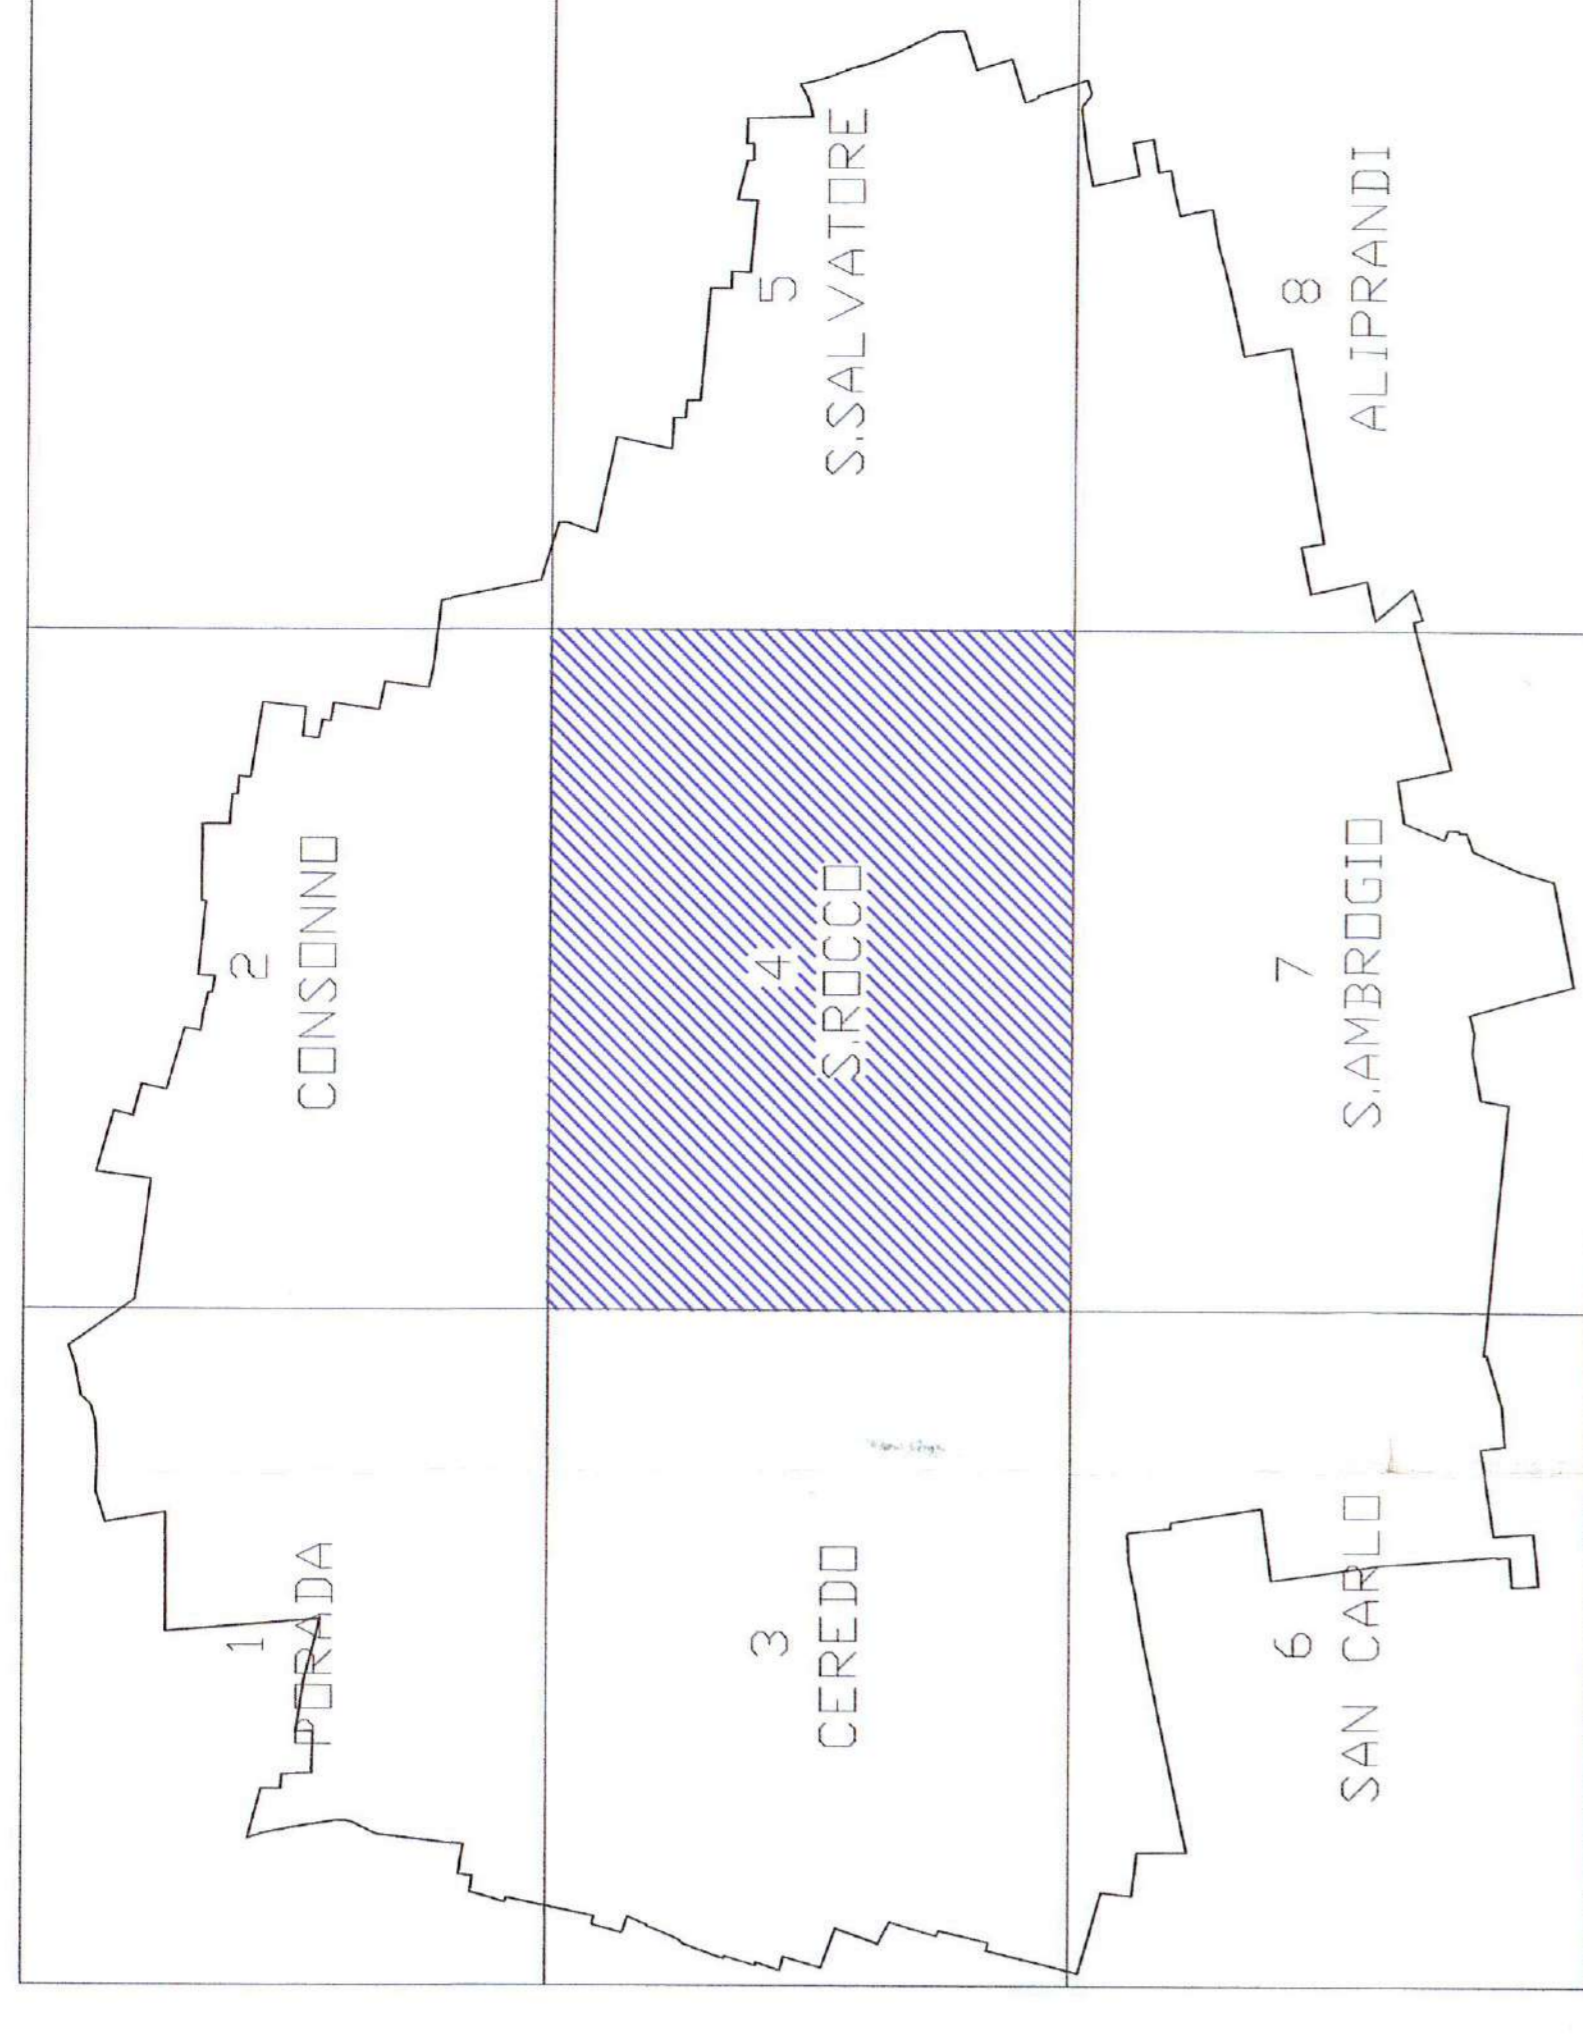 1
PORADA
2
CONSONNO
3
CEREDO
4
S.ROCCO
5
S.SALVATORE
6
SAN CARLO
7
S.AMBROGIO
8
ALIPRANDI